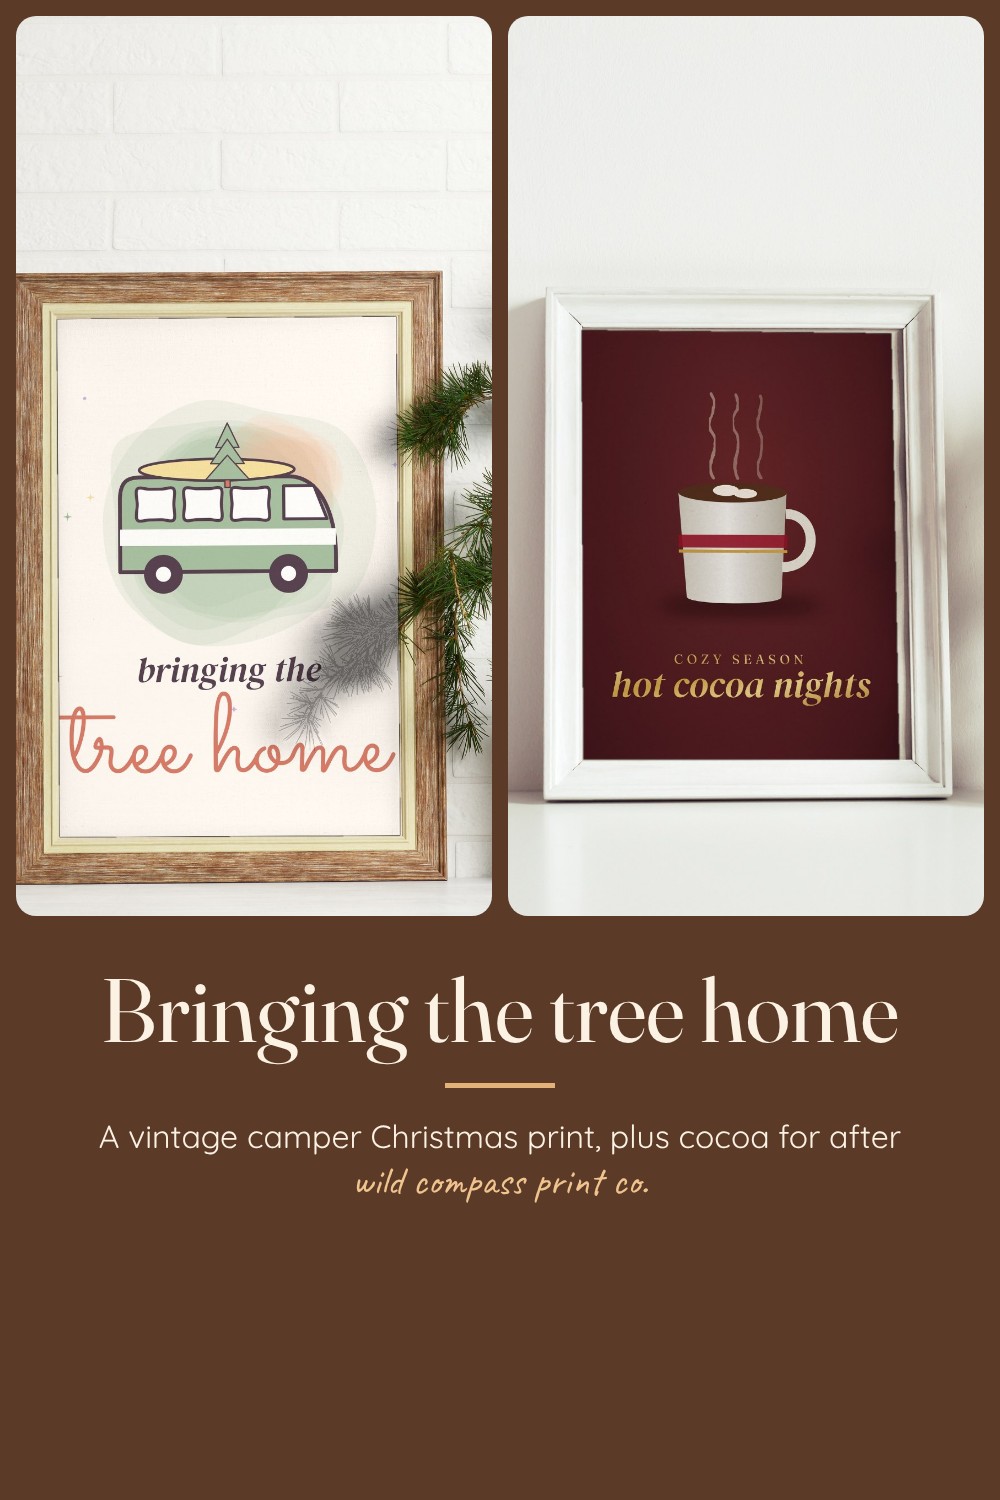 bringing the
tree home
COZY SEASON
hot cocoa nights
Bringing the tree home
A vintage camper Christmas print, plus cocoa for after
wild compass print co.